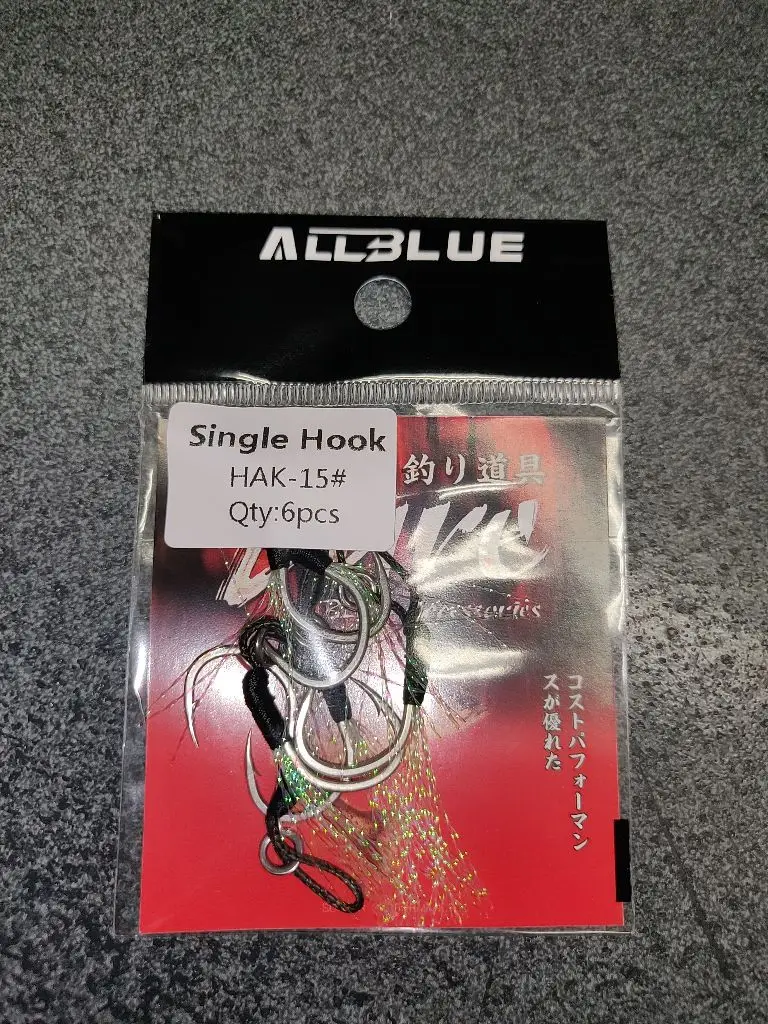 ALLBLUE
Single Hook
HAK-15#
Qty:6pcs
釣り道具
コストパフォーマン
スが優れた